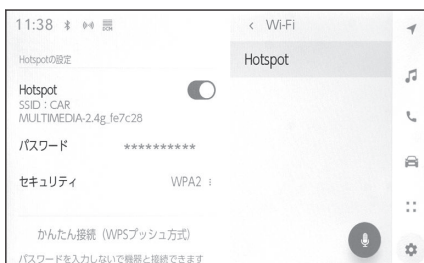 11:38
Wi-Fi
Hotspotの設定
Hotspot
Hotspot
SSID：CAR
MULTIMEDIA-2.4g_fe7c28
パスワード **********
セキュリティ WPA2
かんたん接続（WPSプッシュ方式）
パスワードを入力しないで機器と接続できます